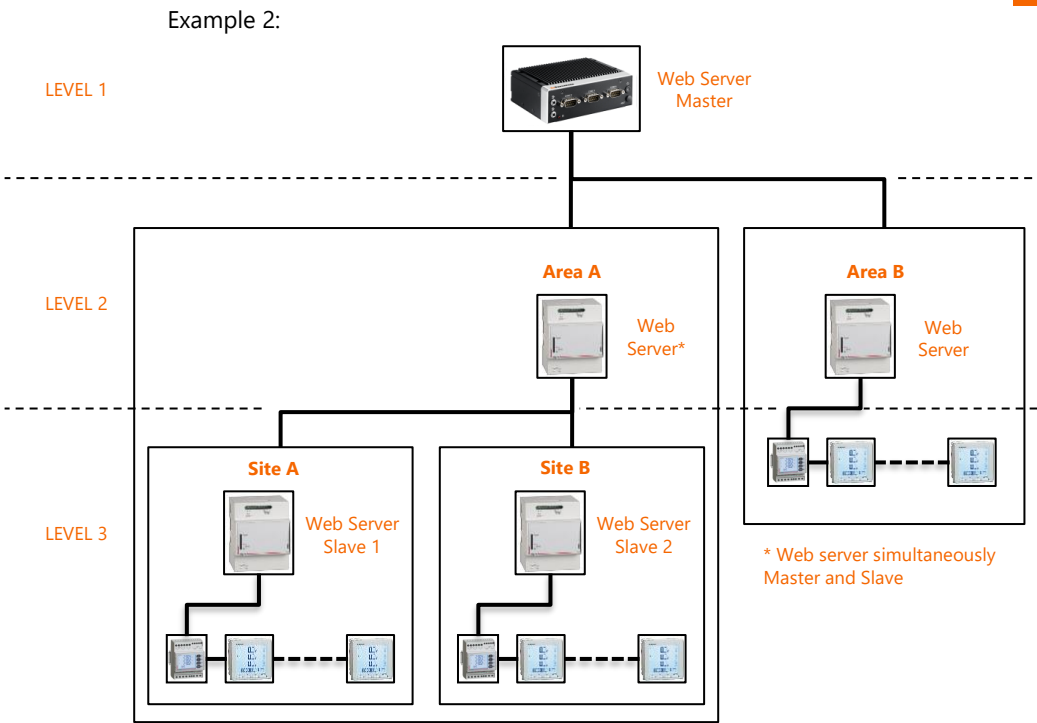 Example 2:
LEVEL 1
Web Server
Master
LEVEL 2
Area A
Web
Server*
Area B
Web
Server
LEVEL 3
Site A
Web Server
Slave 1
Site B
Web Server
Slave 2
* Web server simultaneously
Master and Slave